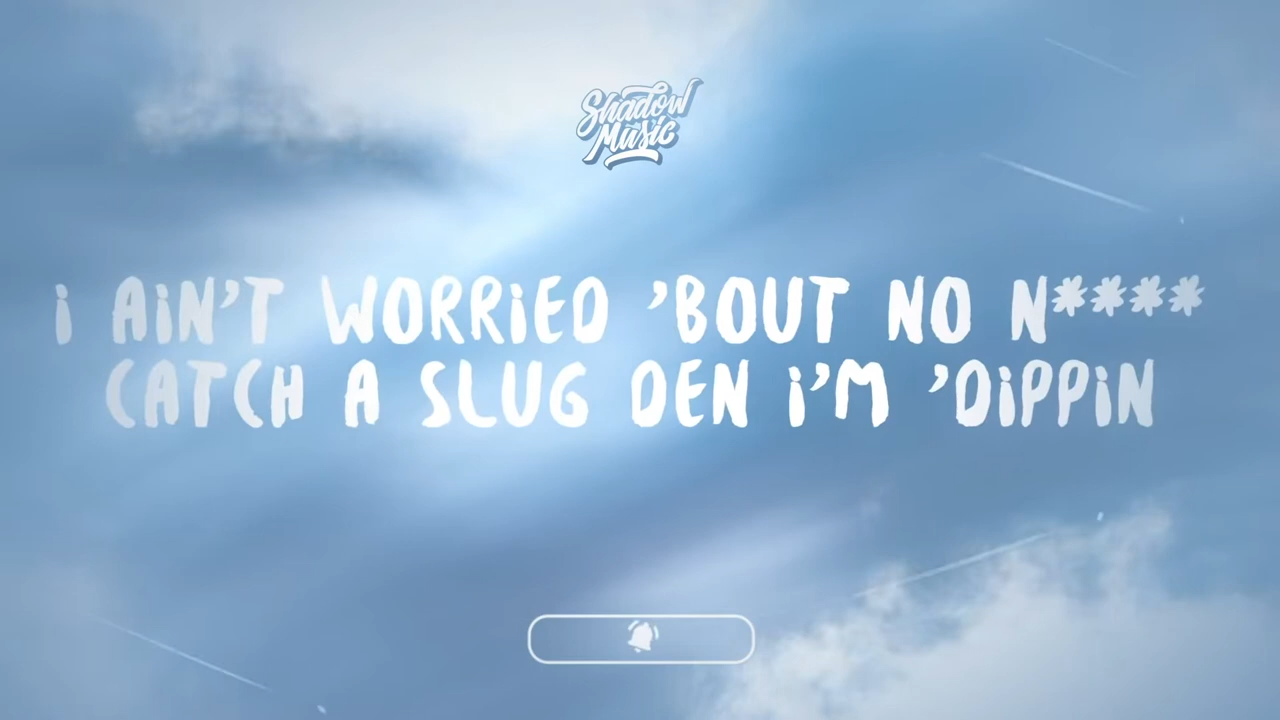 Shadow
Music
i AiN'T WORRiED 'BOUT NO N****
CATCH A SLUG DEN i'M 'DiPPiN